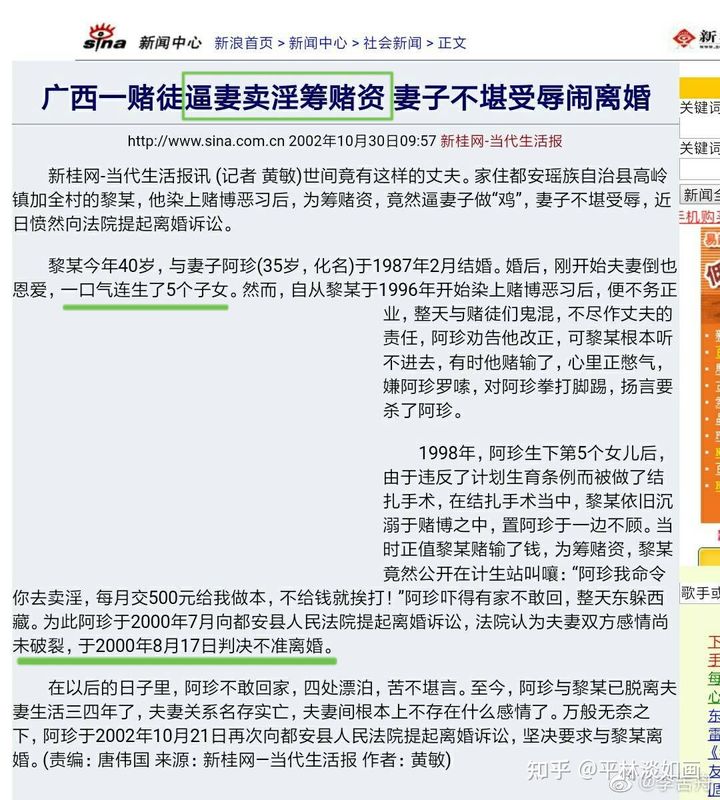 sina 新闻中心 新浪首页 > 新闻中心 > 社会新闻 > 正文
广西一赌徒逼妻卖淫筹赌资 妻子不堪受辱闹离婚
http://www.sina.com.cn 2002年10月30日09:57 新桂网-当代生活报
新桂网-当代生活报讯 (记者 黄敏)世间竟有这样的丈夫。家住都安瑶族自治县高岭
镇加全村的黎某，他染上赌博恶习后，为筹赌资，竟然逼妻子做“鸡”，妻子不堪受辱，近
日愤然向法院提起离婚诉讼。
黎某今年40岁，与妻子阿珍(35岁，化名)于1987年2月结婚。婚后，刚开始夫妻倒也
恩爱，一口气连生了5个子女。然而，自从黎某于1996年开始染上赌博恶习后，便不务正
业，整天与赌徒们鬼混，不尽作丈夫的
责任，阿珍劝告他改正，可黎某根本听
不进去，有时他赌输了，心里正憋气，
嫌阿珍罗嗦，对阿珍拳打脚踢，扬言要
杀了阿珍。
1998年，阿珍生下第5个女儿后，
由于违反了计划生育条例而被做了结
扎手术，在结扎手术当中，黎某依旧沉
溺于赌博之中，置阿珍于一边不顾。当
时正值黎某赌输了钱，为筹赌资，黎某
竟然公开在计生站叫嚷：“阿珍我命令
你去卖淫，每月交500元给我做本，不给钱就挨打！”阿珍吓得有家不敢回，整天东躲西
藏。为此阿珍于2000年7月向都安县人民法院提起离婚诉讼，法院认为夫妻双方感情尚
未破裂，于2000年8月17日判决不准离婚。
在以后的日子里，阿珍不敢回家，四处漂泊，苦不堪言。至今，阿珍与黎某已脱离夫
妻生活三四年了，夫妻关系名存实亡，夫妻间根本上不存在什么感情了。万般无奈之
下，阿珍于2002年10月21日再次向都安县人民法院提起离婚诉讼，坚决要求与黎某离
婚。(责编：唐伟国 来源：新桂网—当代生活报 作者：黄敏)
关键词
关键词
新闻全
手机购
歌手或
知乎 @平林淡如画